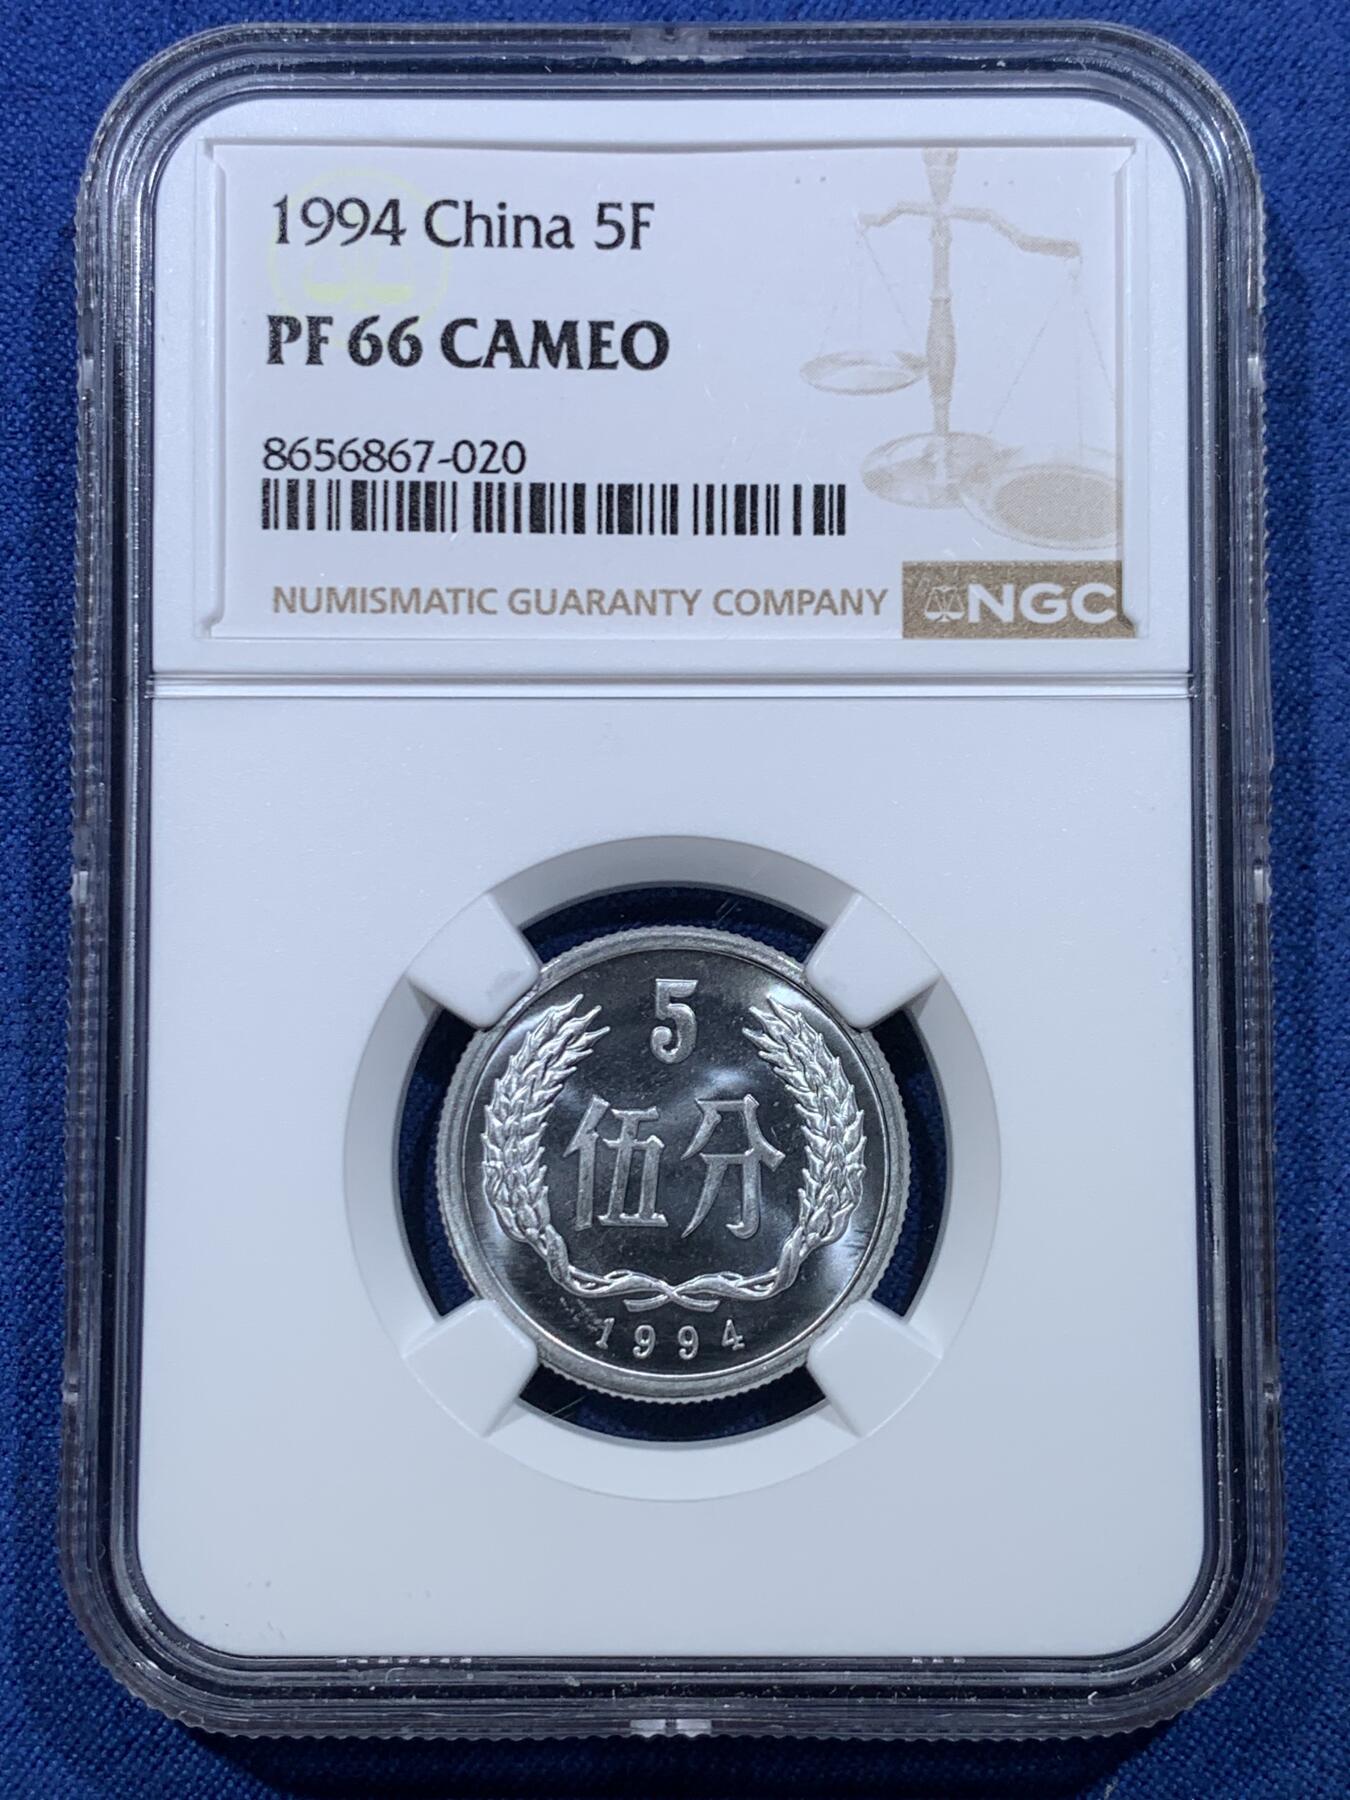 1994 China 5F
PF 66 CAMEO
8656867-020
NUMISMATIC GUARANTY COMPANY NGC
5
伍分
1994